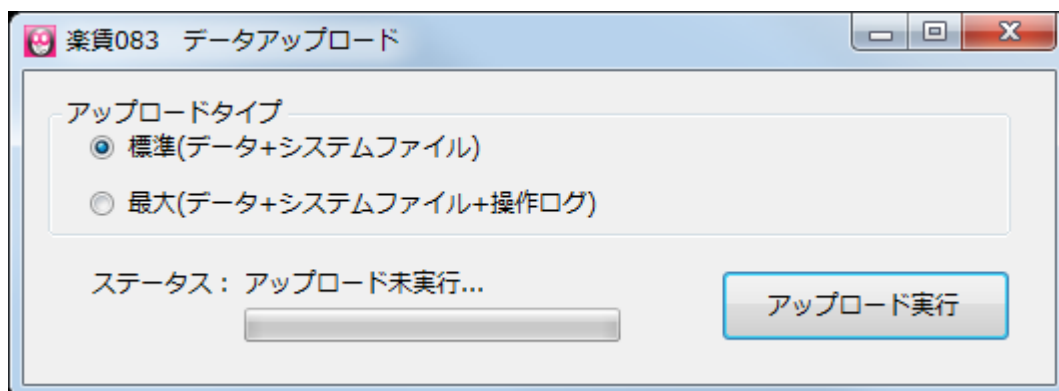 楽賃083　データアップロード
アップロードタイプ
標準(データ+システムファイル)
最大(データ+システムファイル+操作ログ)
ステータス： アップロード未実行...
アップロード実行